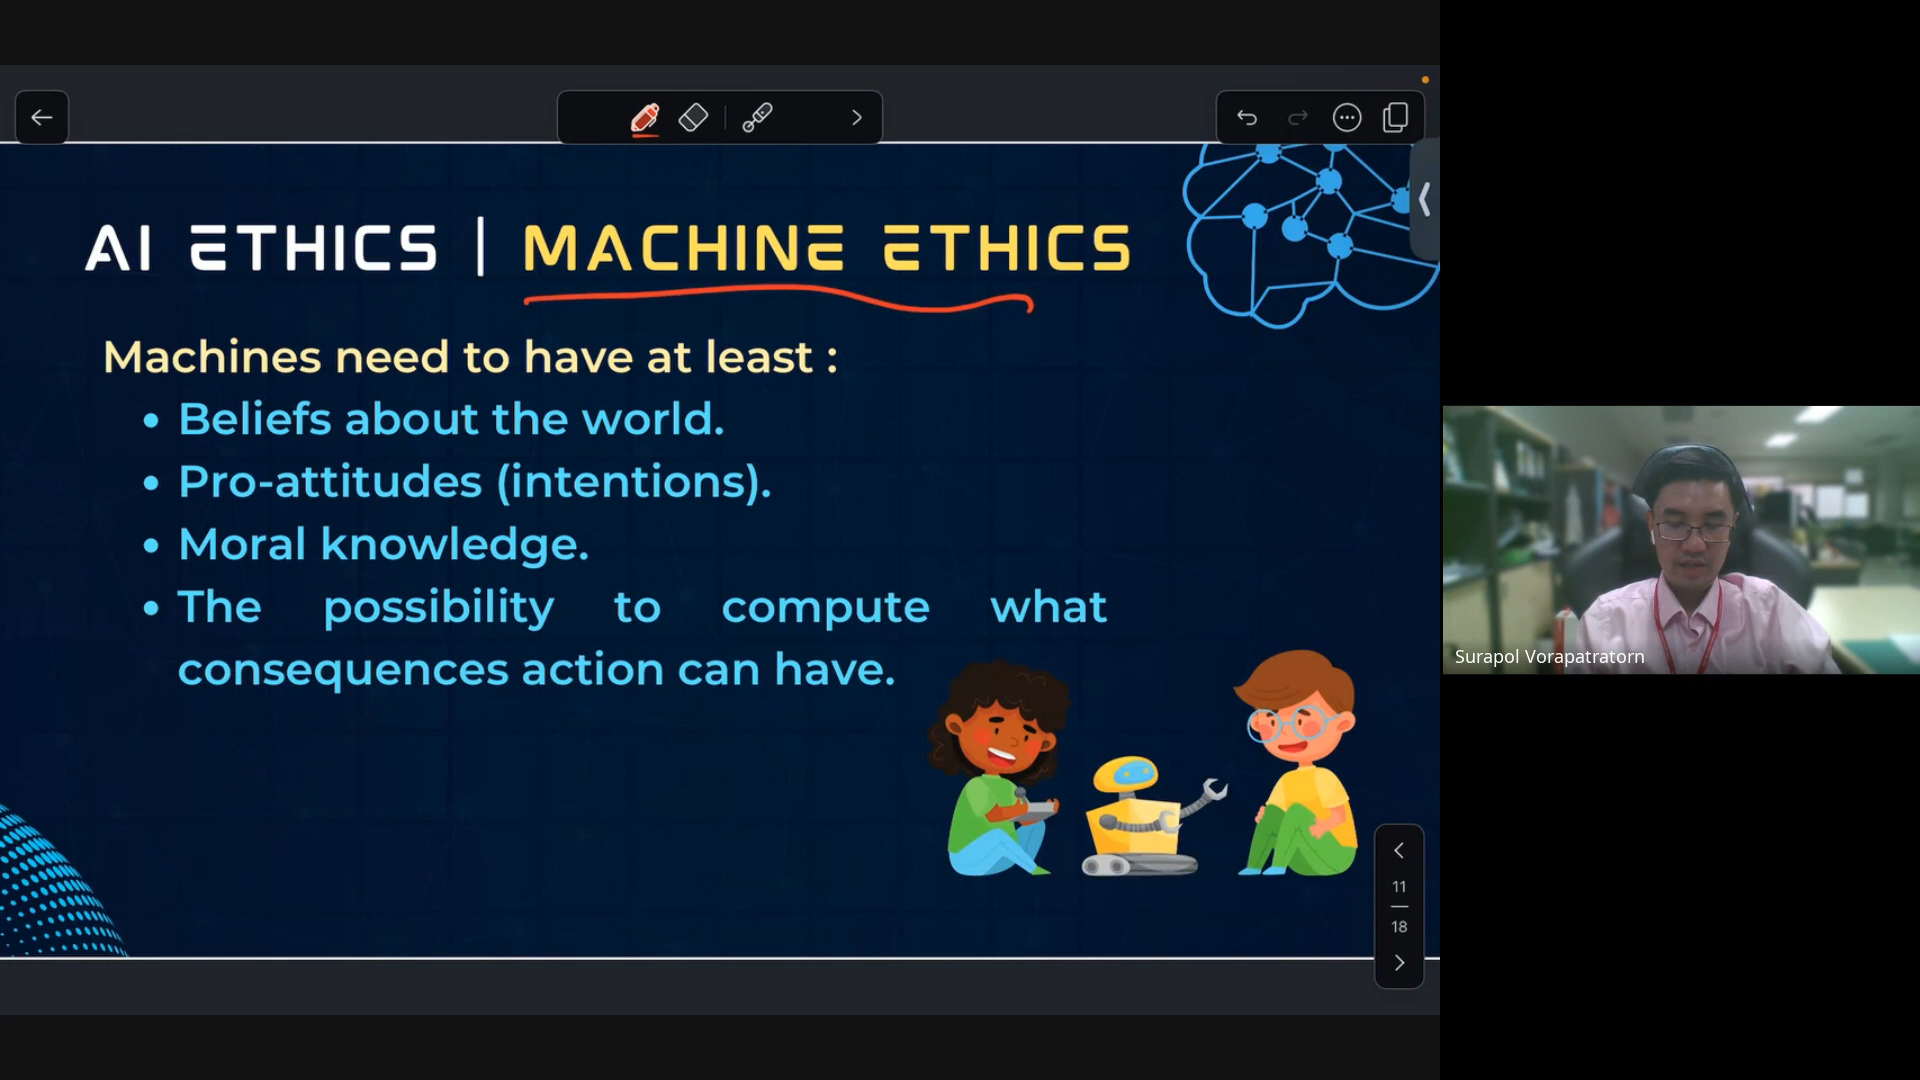 AI ETHICS | MACHINE ETHICS
Machines need to have at least :
• Beliefs about the world.
• Pro-attitudes (intentions).
• Moral knowledge.
• The possibility to compute what
consequences action can have.
Surapol Vorapatratorn
11
18